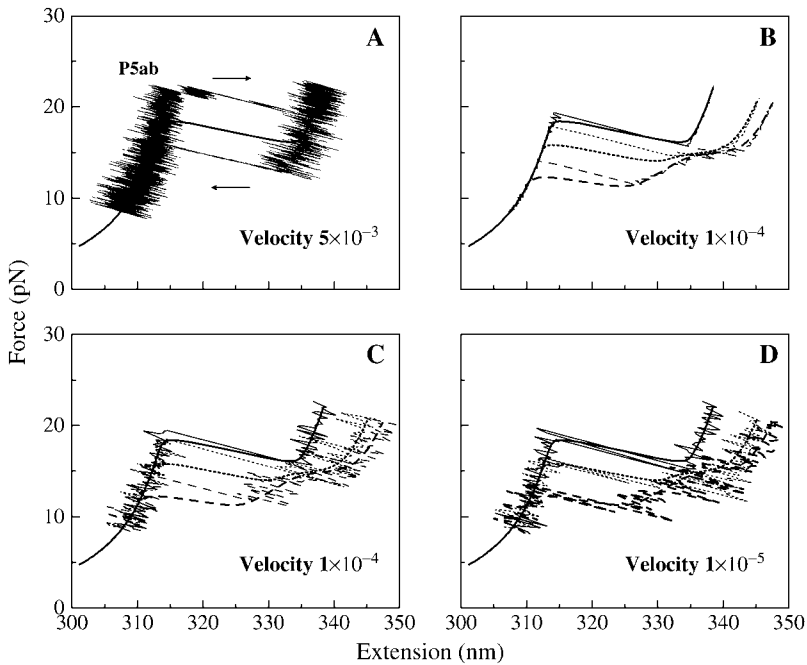 30
A
B
P5ab
20
10
Velocity 5×10⁻³
Velocity 1×10⁻⁴
0
Force (pN)
30
C
D
20
10
Velocity 1×10⁻⁴
Velocity 1×10⁻⁵
0
300 310 320 330 340 350 300 310 320 330 340 350
Extension (nm)